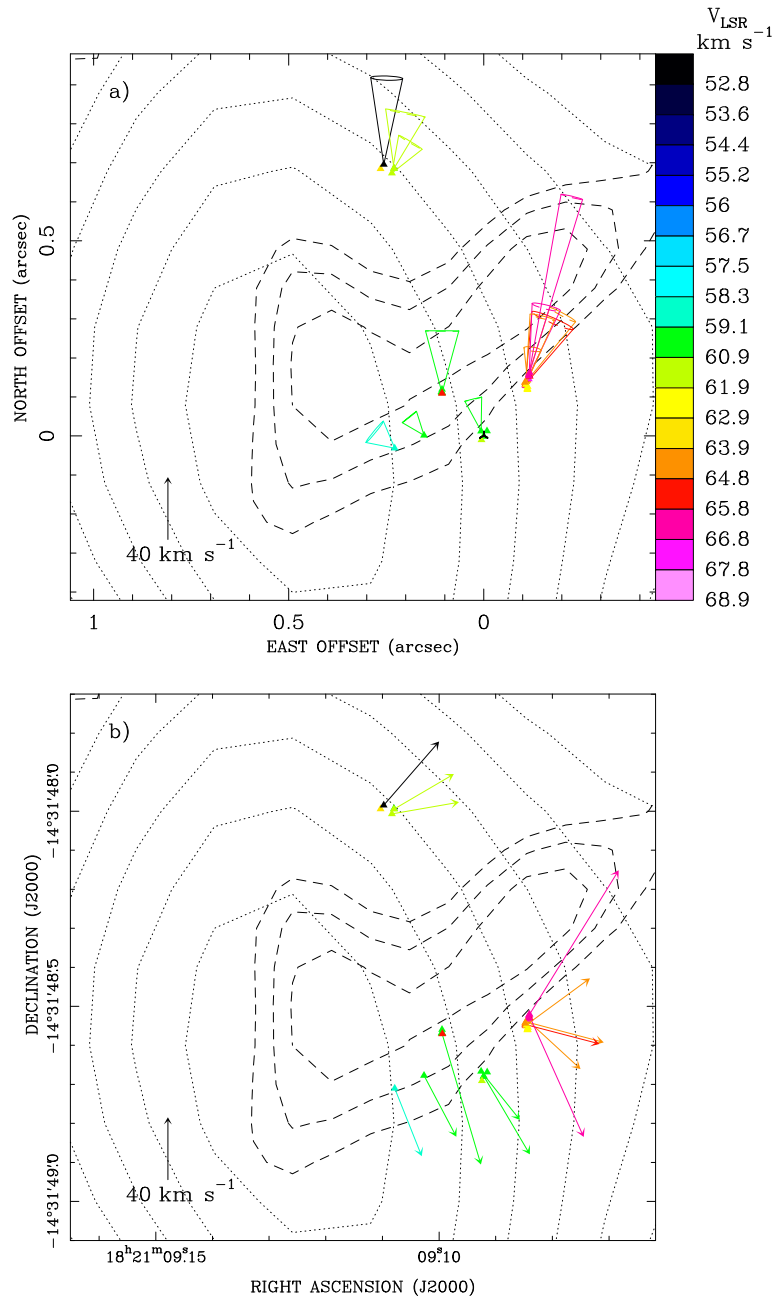 V_LSR
km s⁻¹
a)
52.8
53.6
54.4
55.2
56
56.7
57.5
58.3
59.1
60.9
61.9
62.9
63.9
64.8
65.8
66.8
67.8
68.9
0.5
0
NORTH OFFSET (arcsec)
40 km s⁻¹
1
0.5
0
EAST OFFSET (arcsec)
b)
−14°31′48″.0
−14°31′48″.5
−14°31′49″.0
DECLINATION (J2000)
40 km s⁻¹
18ʰ21ᵐ09ˢ.15
09ˢ.10
RIGHT ASCENSION (J2000)